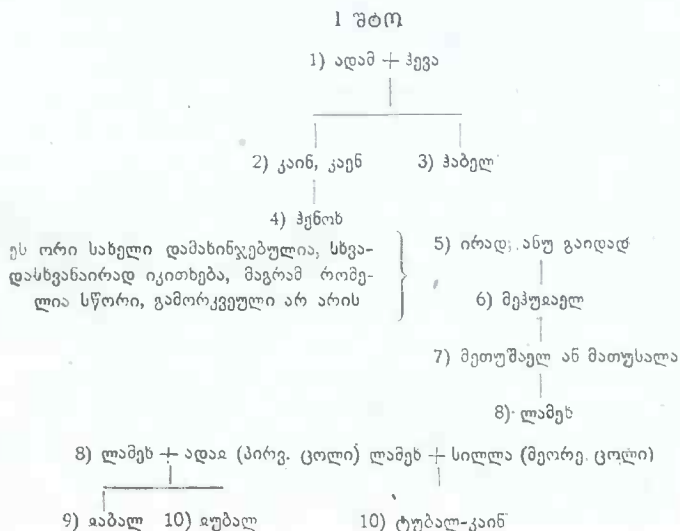 I შტო
1) ადამ + ჰევა
2) კაინ, კაენ 3) ჰაბელ
4) ჰენოხ
ეს ორი სახელი დამახინჯებულია, სხვა-
დასხვანაირად იკითხება, მაგრამ რომე-
ლია სწორი, გამორკვეული არ არის
5) ირად, ანუ გაიდად
6) მეჰუჲაელ
7) მეთუშაელ ან მათუსალა
8) ლამეხ
8) ლამეხ + ადაჲ (პირვ. ცოლი) ლამეხ + სილლა (მეორე ცოლი)
9) ჲაბალ 10) ჲუბალ 10) ტუბალ-კაინ